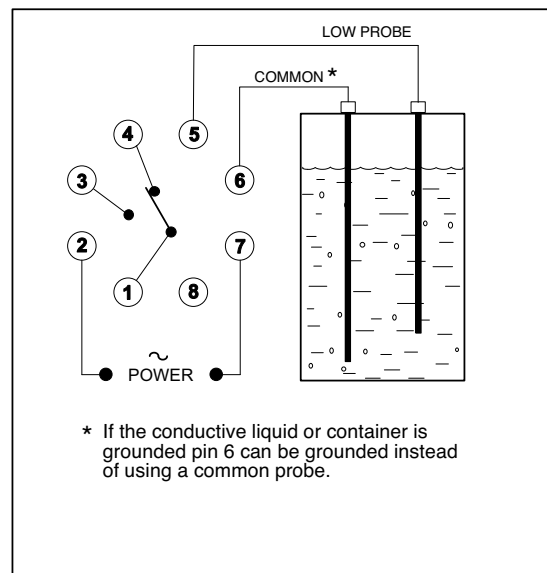 LOW PROBE
COMMON *
4
5
3
6
2
7
1
8
~
POWER
* If the conductive liquid or container is
grounded pin 6 can be grounded instead
of using a common probe.